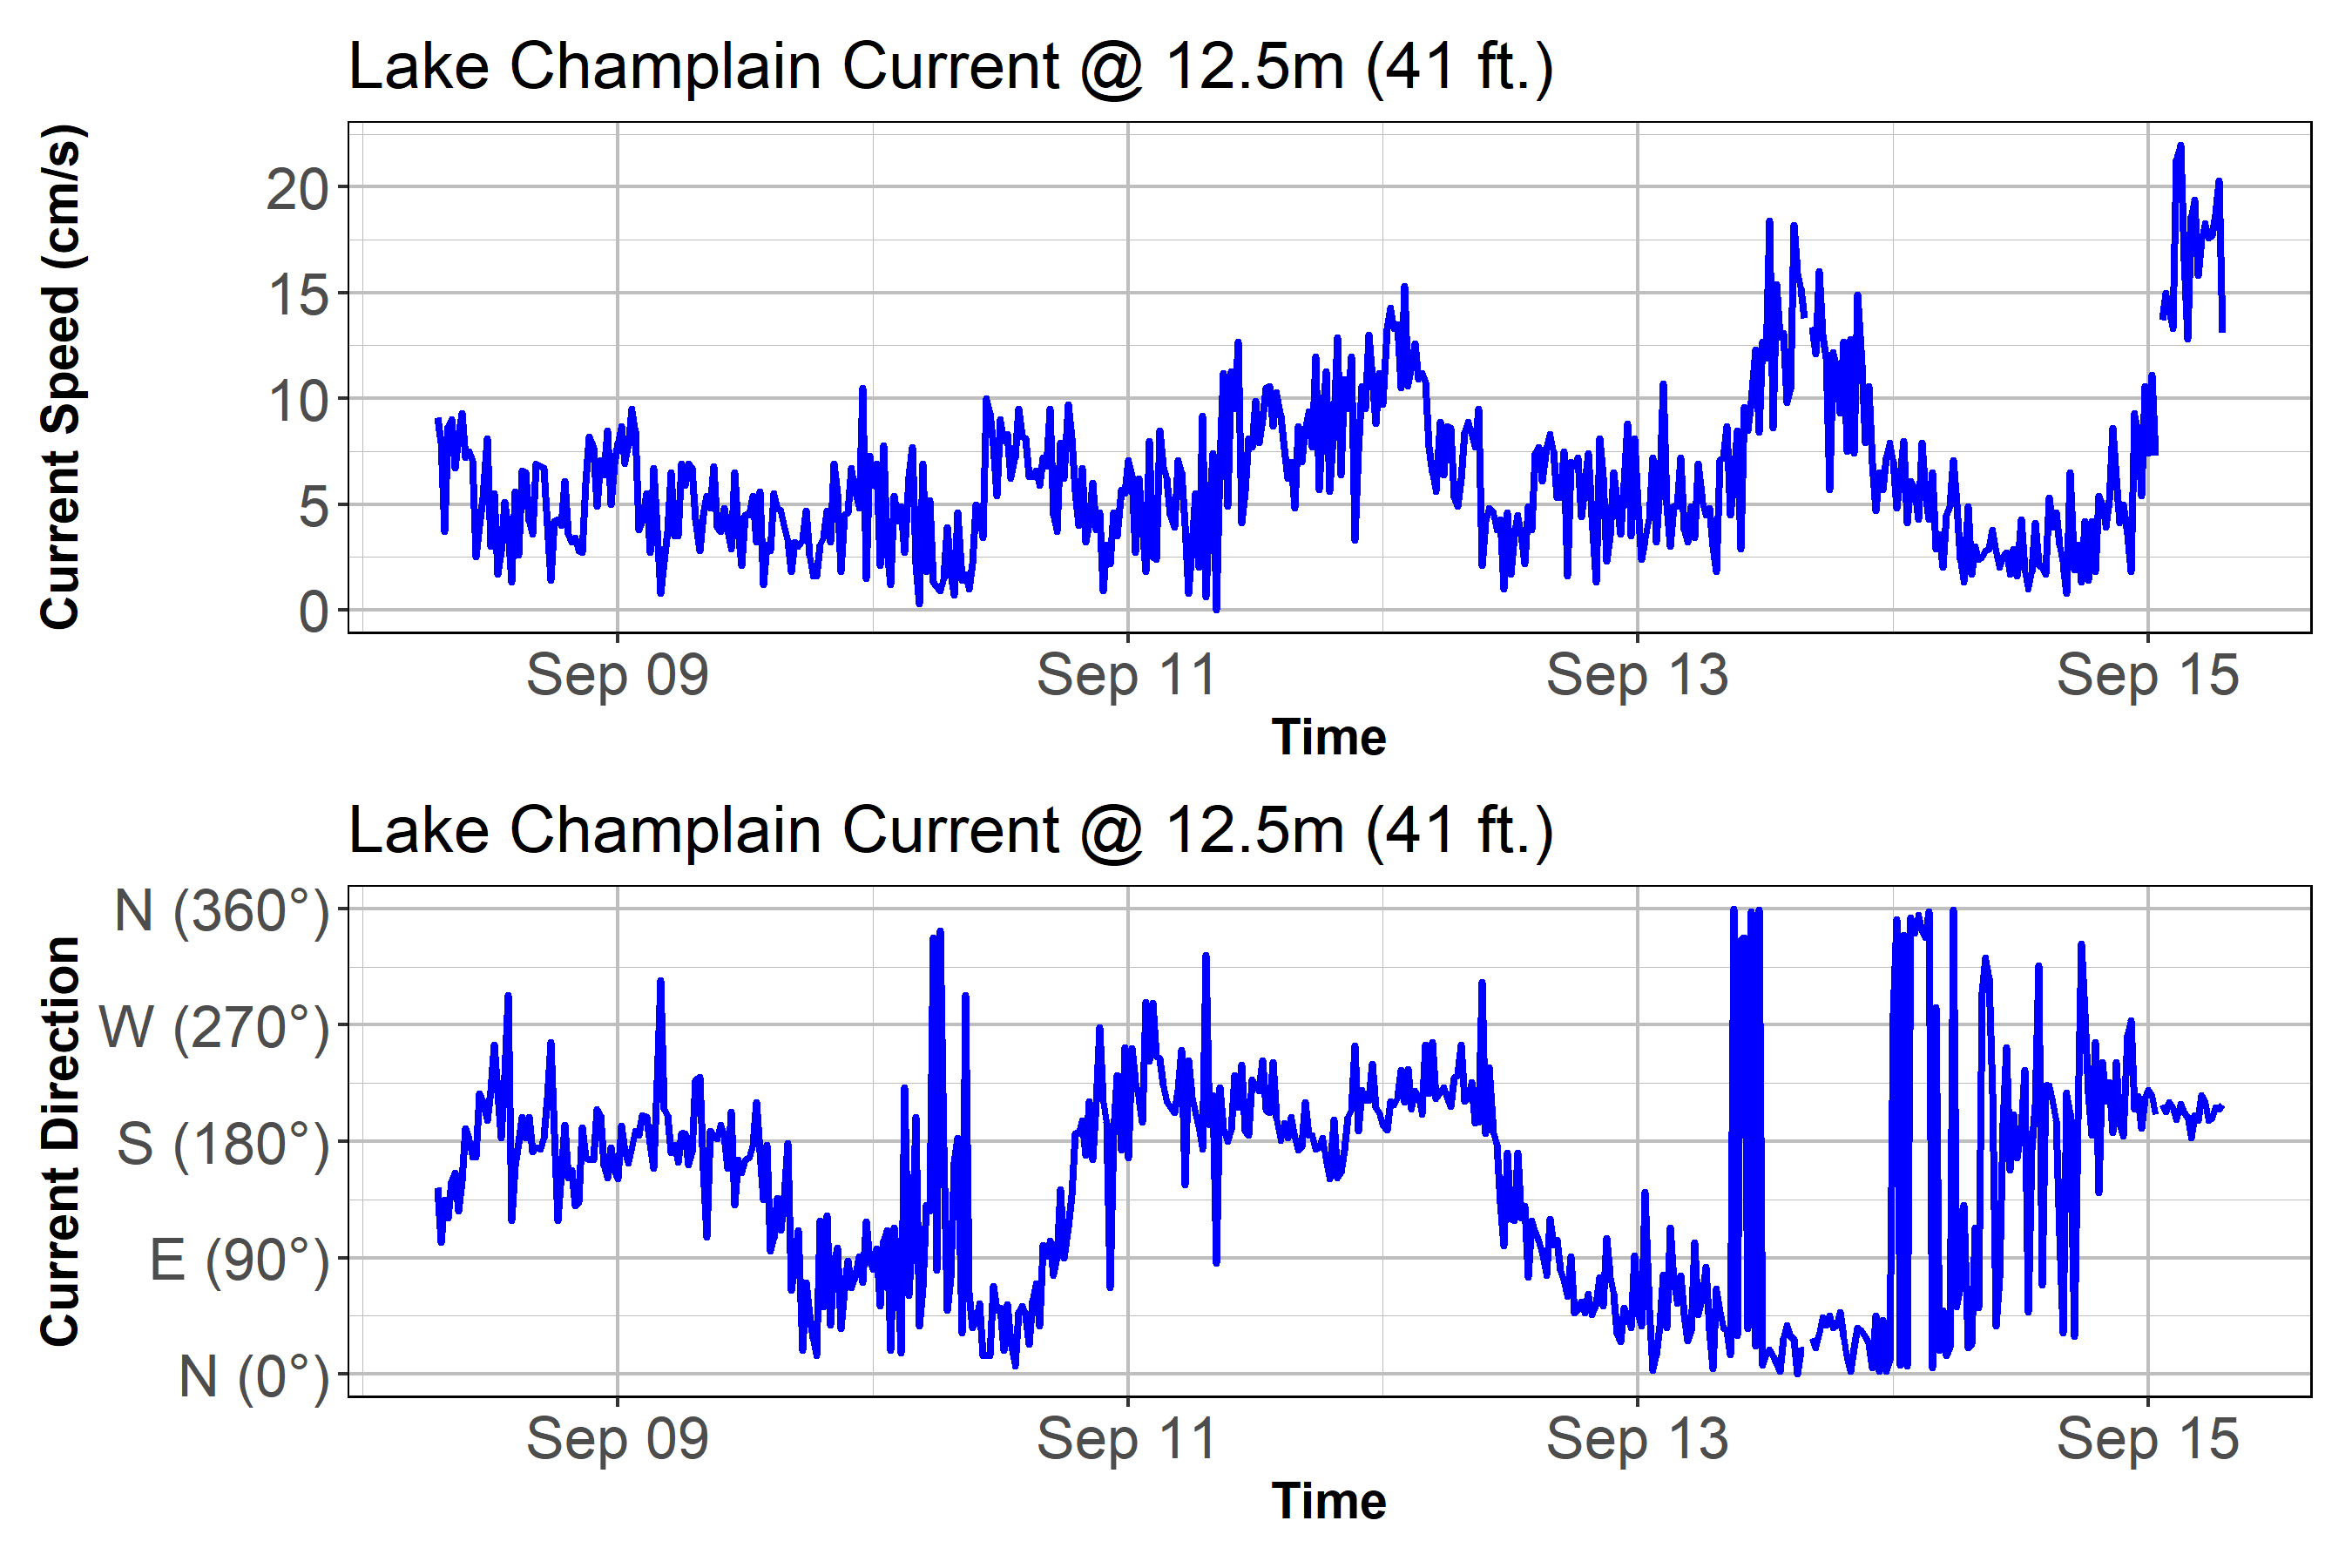 Lake Champlain Current @ 12.5m (41 ft.)
Current Speed (cm/s)
20
15
10
5
0
Sep 09 Sep 11 Sep 13 Sep 15
Time
Lake Champlain Current @ 12.5m (41 ft.)
Current Direction
N (360°)
W (270°)
S (180°)
E (90°)
N (0°)
Sep 09 Sep 11 Sep 13 Sep 15
Time